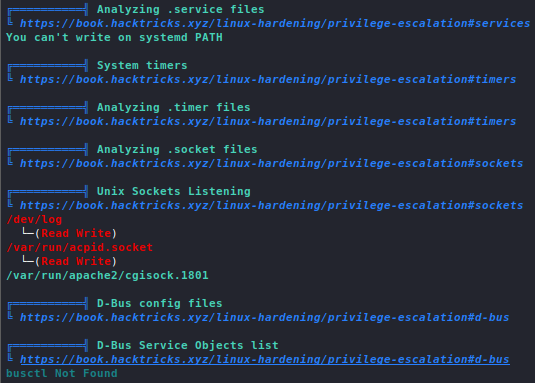 ╔══════════╣ Analyzing .service files
╚ https://book.hacktricks.xyz/linux-hardening/privilege-escalation#services
You can't write on systemd PATH
╔══════════╣ System timers
╚ https://book.hacktricks.xyz/linux-hardening/privilege-escalation#timers
╔══════════╣ Analyzing .timer files
╚ https://book.hacktricks.xyz/linux-hardening/privilege-escalation#timers
╔══════════╣ Analyzing .socket files
╚ https://book.hacktricks.xyz/linux-hardening/privilege-escalation#sockets
╔══════════╣ Unix Sockets Listening
╚ https://book.hacktricks.xyz/linux-hardening/privilege-escalation#sockets
/dev/log
└─(Read Write)
/var/run/acpid.socket
└─(Read Write)
/var/run/apache2/cgisock.1801
╔══════════╣ D-Bus config files
╚ https://book.hacktricks.xyz/linux-hardening/privilege-escalation#d-bus
╔══════════╣ D-Bus Service Objects list
╚ https://book.hacktricks.xyz/linux-hardening/privilege-escalation#d-bus
busctl Not Found